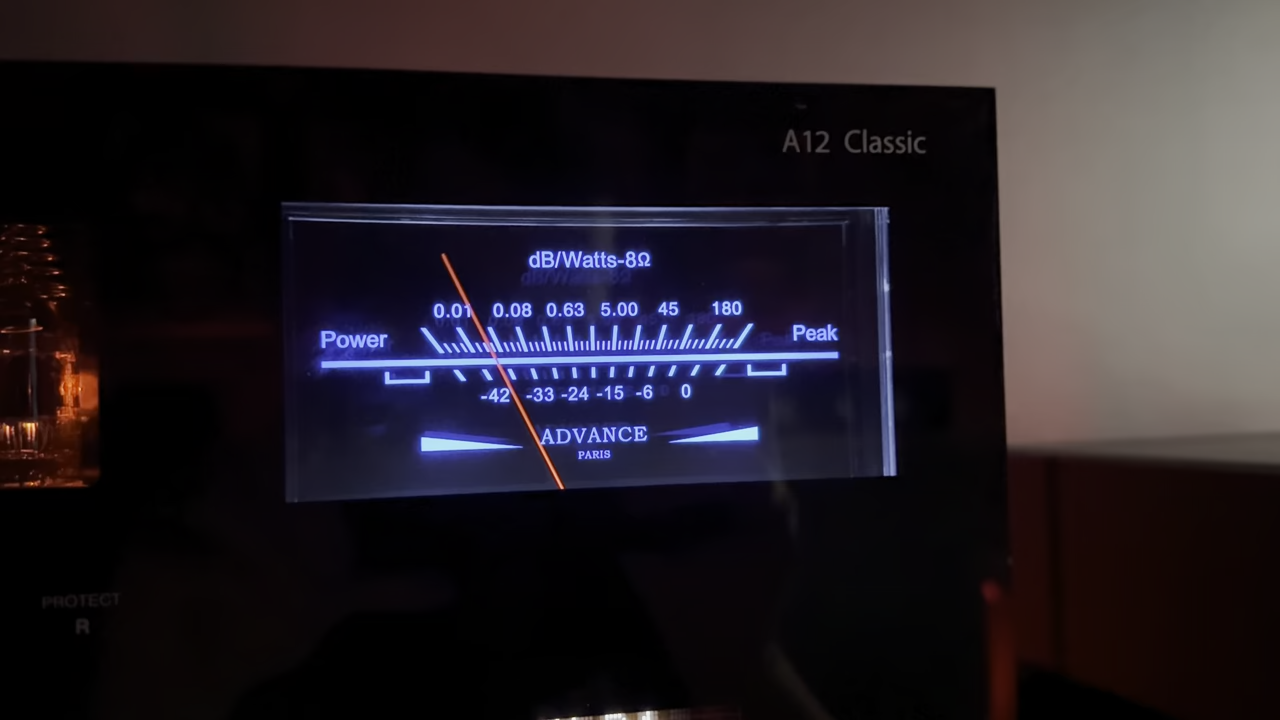 A12 Classic
dB/Watts-8Ω
0.01 0.08 0.63 5.00 45 180
Power
Peak
-42 -33 -24 -15 -6 0
ADVANCE
PARIS
PROTECT
R